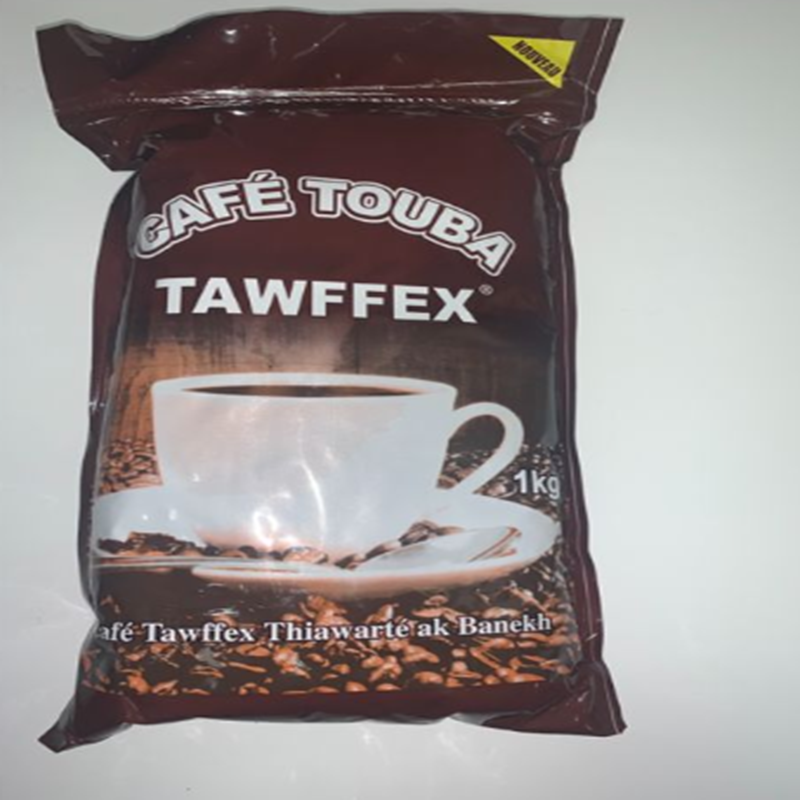 NOUVEAU
CAFÉ TOUBA
TAWFFEX®
1kg
afé Tawffex Thiawarté ak Banekh